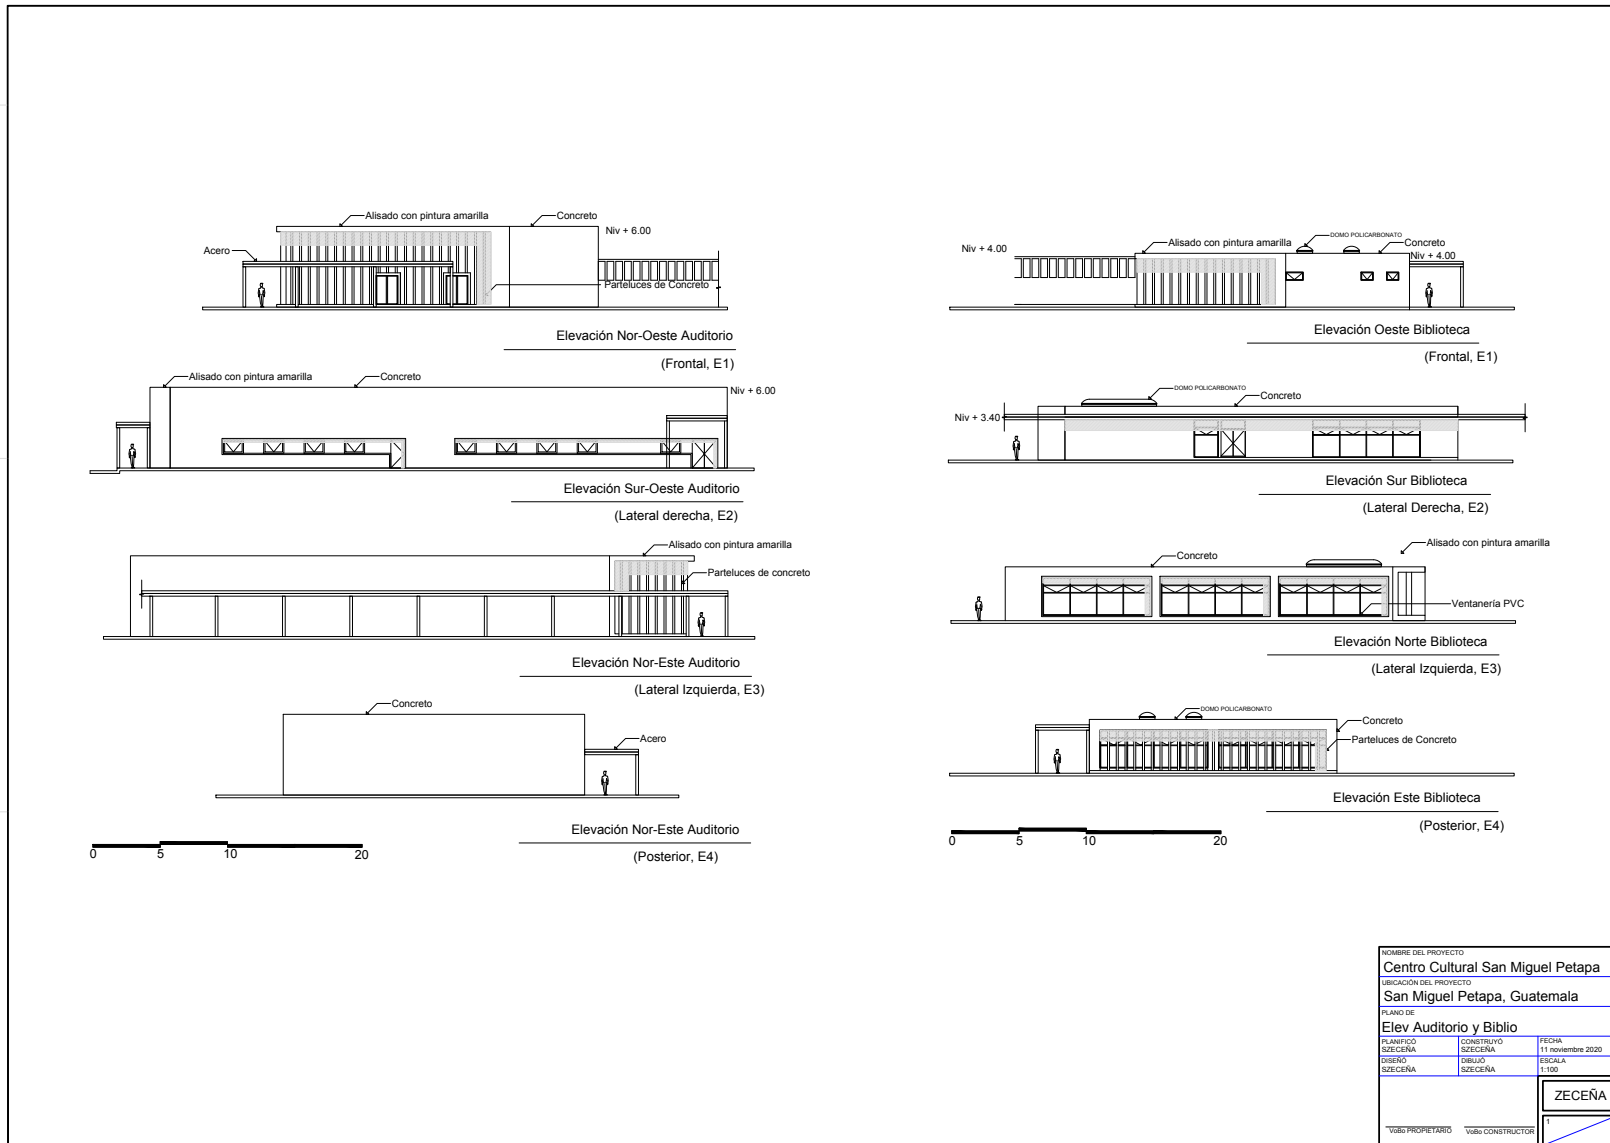 Alisado con pintura amarilla
Concreto
Niv + 6.00
Acero
Parteluces de Concreto
Elevación Nor-Oeste Auditorio
(Frontal, E1)
Alisado con pintura amarilla
Concreto
Niv + 6.00
Elevación Sur-Oeste Auditorio
(Lateral derecha, E2)
Alisado con pintura amarilla
Parteluces de concreto
Elevación Nor-Este Auditorio
(Lateral Izquierda, E3)
Concreto
Acero
Elevación Nor-Este Auditorio
(Posterior, E4)
0 5 10 20
Niv + 4.00
Alisado con pintura amarilla
DOMO POLICARBONATO
Concreto
Niv + 4.00
Elevación Oeste Biblioteca
(Frontal, E1)
DOMO POLICARBONATO
Concreto
Niv + 3.40
Elevación Sur Biblioteca
(Lateral Derecha, E2)
Concreto
Alisado con pintura amarilla
Ventanería PVC
Elevación Norte Biblioteca
(Lateral Izquierda, E3)
DOMO POLICARBONATO
Concreto
Parteluces de Concreto
Elevación Este Biblioteca
(Posterior, E4)
0 5 10 20
NOMBRE DEL PROYECTO
Centro Cultural San Miguel Petapa
UBICACIÓN DEL PROYECTO
San Miguel Petapa, Guatemala
PLANO DE
Elev Auditorio y Biblio
PLANIFICÓ CONSTRUYÓ FECHA
SZECEÑA SZECEÑA 11 noviembre 2020
DISEÑÓ DIBUJÓ ESCALA
SZECEÑA SZECEÑA 1:100
ZECEÑA
1
VoBo PROPIETARIO VoBo CONSTRUCTOR